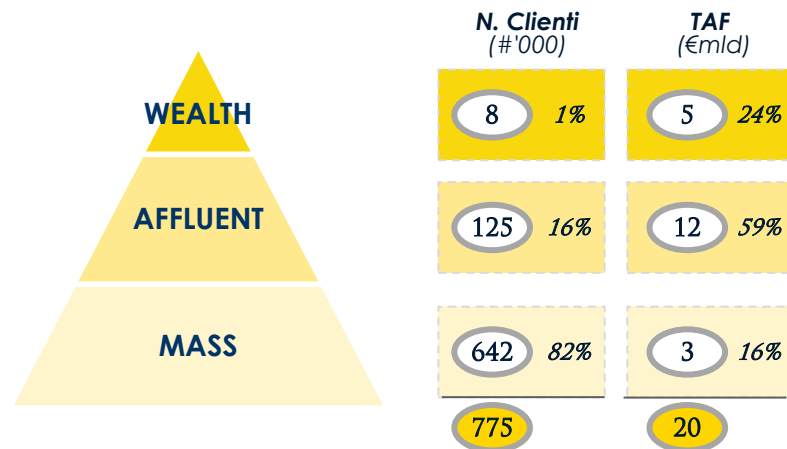 N. Clienti TAF
(#'000) (€mld)
WEALTH 8 1% 5 24%
AFFLUENT 125 16% 12 59%
MASS 642 82% 3 16%
775 20